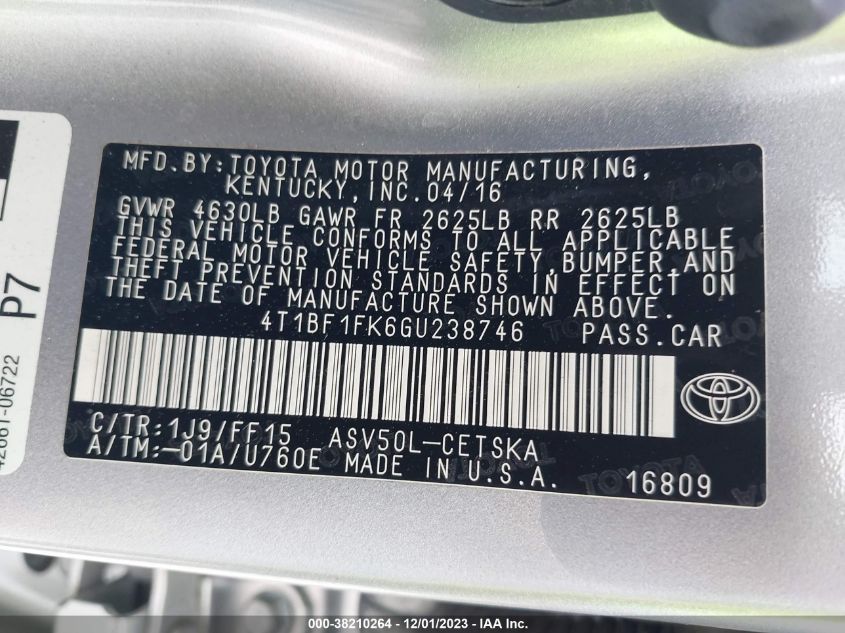 MFD. BY: TOYOTA MOTOR MANUFACTURING,
KENTUCKY, INC. 04/16
GVWR 4630LB GAWR FR 2625LB RR 2625LB
THIS VEHICLE CONFORMS TO ALL APPLICABLE
FEDERAL MOTOR VEHICLE SAFETY, BUMPER, AND
THEFT PREVENTION STANDARDS IN EFFECT ON
THE DATE OF MANUFACTURE SHOWN ABOVE.
4T1BF1FK6GU238746 PASS. CAR
C/TR: 1J9/FF15 ASV50L-CETSKA
A/TM: -01A/U760E MADE IN U.S.A. 16809
P7
42661-06722
000-38210264 - 12/01/2023 - IAA Inc.